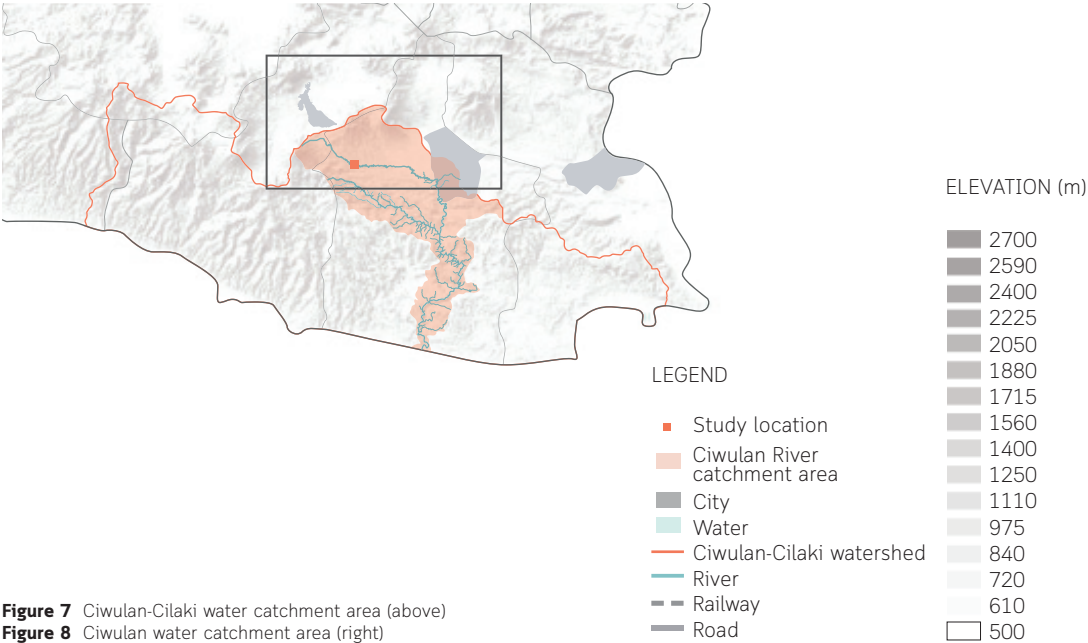 ELEVATION (m)
2700
2590
2400
2225
2050
1880
1715
1560
1400
1250
1110
975
840
720
610
500
LEGEND
Study location
Ciwulan River
catchment area
City
Water
Ciwulan-Cilaki watershed
River
Railway
Road
Figure 7 Ciwulan-Cilaki water catchment area (above)
Figure 8 Ciwulan water catchment area (right)